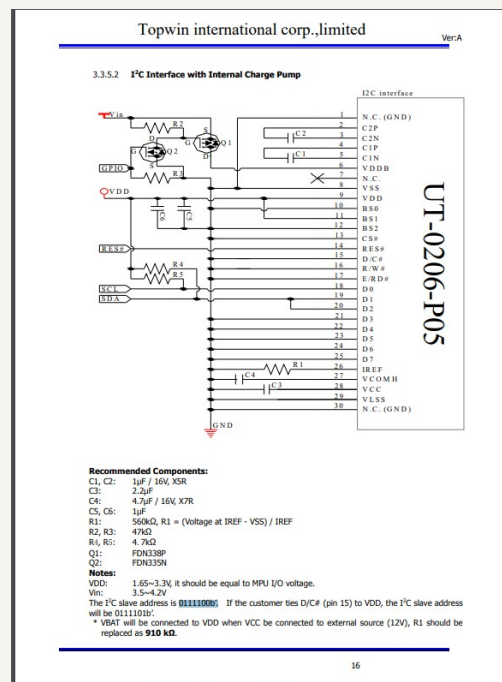 Topwin international corp.,limited
Ver:A
3.3.5.2 I²C Interface with Internal Charge Pump
I2C interface
Vin
R2
S
G
Q1
D
D
G
Q2
S
GPIO
R3
VDD
C6
C5
RES#
R4
R5
SCL
SDA
C2
C1
R1
C4
C3
GND
1 N.C. (GND)
2 C2P
3 C2N
4 C1P
5 C1N
6 VDDB
7 N.C.
8 VSS
9 VDD
10 BS0
11 BS1
12 BS2
13 CS#
14 RES#
15 D/C#
16 R/W#
17 E/RD#
18 D0
19 D1
20 D2
21 D3
22 D4
23 D5
24 D6
25 D7
26 IREF
27 VCOMH
28 VCC
29 VLSS
30 N.C. (GND)
UT-0206-P05
Recommended Components:
C1, C2: 1µF / 16V, X5R
C3: 2.2µF
C4: 4.7µF / 16V, X7R
C5, C6: 1µF
R1: 560kΩ, R1 = (Voltage at IREF - VSS) / IREF
R2, R3: 47kΩ
R4, R5: 4. 7kΩ
Q1: FDN338P
Q2: FDN335N
Notes:
VDD: 1.65~3.3V, it should be equal to MPU I/O voltage.
Vin: 3.5~4.2V
The I²C slave address is 0111100b'. If the customer ties D/C# (pin 15) to VDD, the I²C slave address
will be 0111101b'.
* VBAT will be connected to VDD when VCC be connected to external source (12V), R1 should be
replaced as 910 kΩ.
16